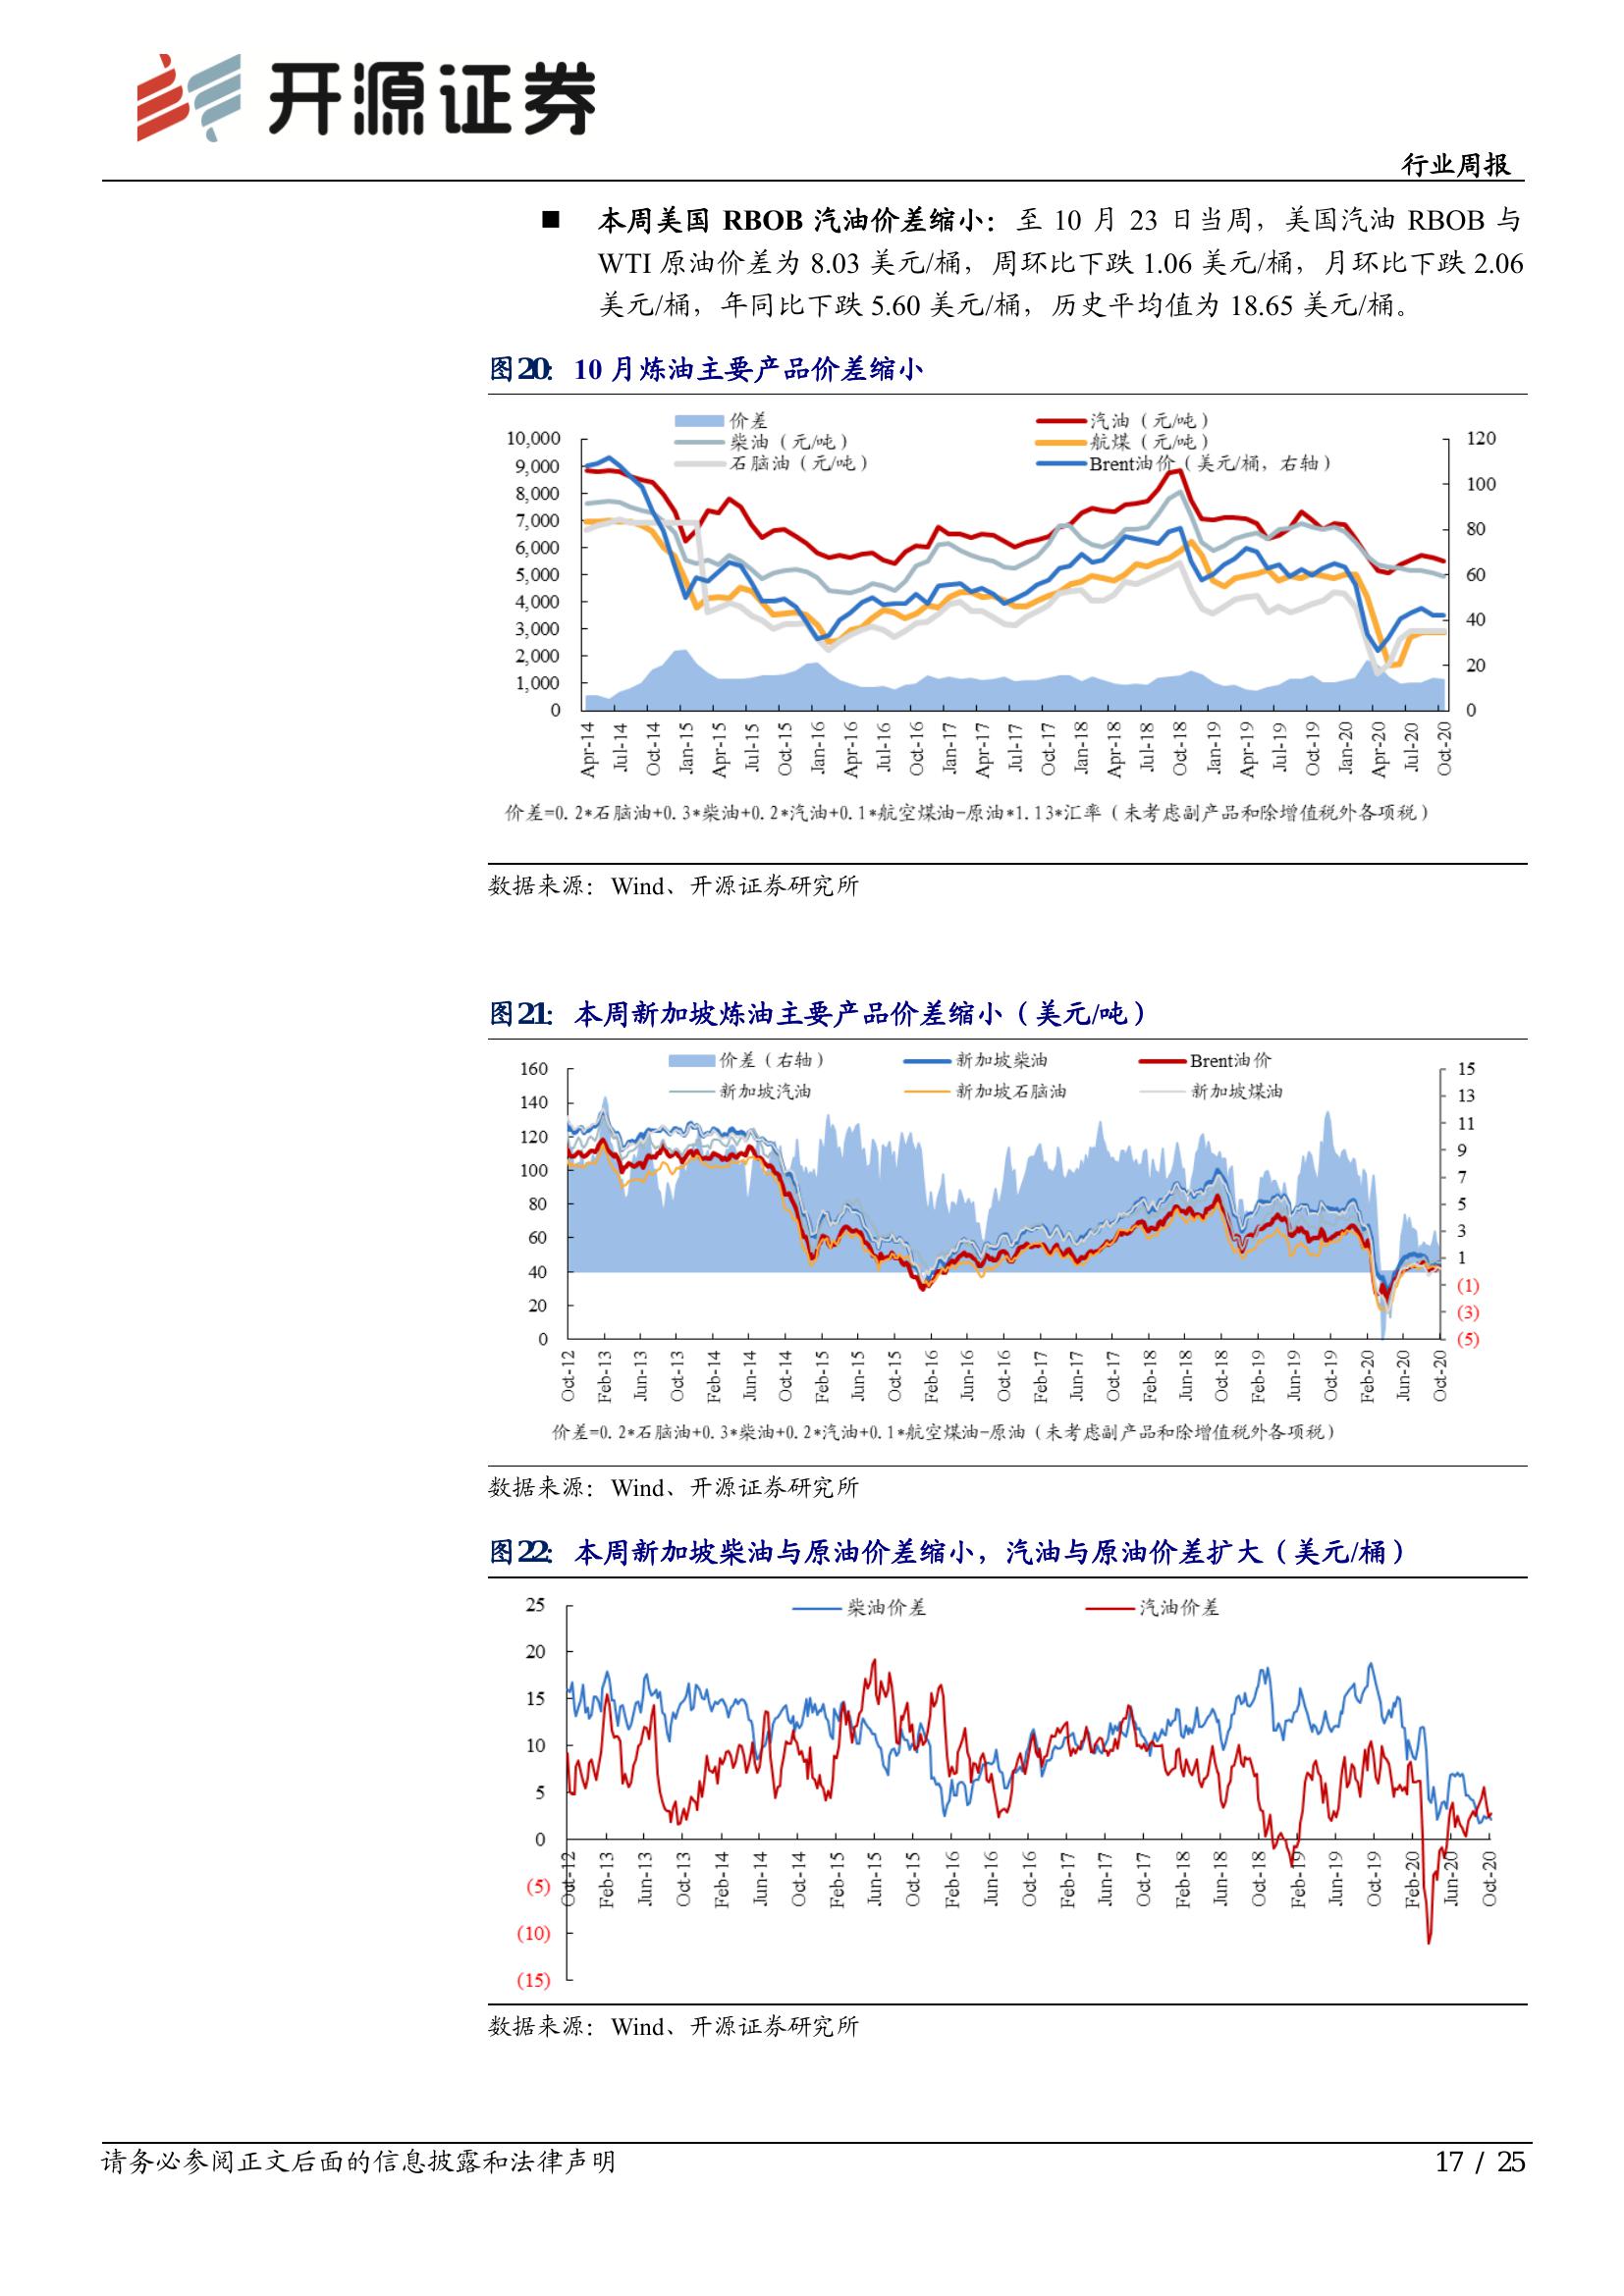 开源证券
行业周报
■ 本周美国 RBOB 汽油价差缩小：至 10 月 23 日当周，美国汽油 RBOB 与
WTI 原油价差为 8.03 美元/桶，周环比下跌 1.06 美元/桶，月环比下跌 2.06
美元/桶，年同比下跌 5.60 美元/桶，历史平均值为 18.65 美元/桶。
图20： 10 月炼油主要产品价差缩小
价差 汽油（元/吨）
柴油（元/吨） 航煤（元/吨）
石脑油（元/吨） Brent油价（美元/桶，右轴）
10,000 120
9,000 100
8,000
7,000 80
6,000
5,000 60
4,000 40
3,000
2,000 20
1,000
0 0
Apr-14 Jul-14 Oct-14 Jan-15 Apr-15 Jul-15 Oct-15 Jan-16 Apr-16 Jul-16 Oct-16 Jan-17 Apr-17 Jul-17 Oct-17 Jan-18 Apr-18 Jul-18 Oct-18 Jan-19 Apr-19 Jul-19 Oct-19 Jan-20 Apr-20 Jul-20 Oct-20
价差=0.2*石脑油+0.3*柴油+0.2*汽油+0.1*航空煤油-原油*1.13*汇率（未考虑副产品和除增值税外各项税）
数据来源：Wind、开源证券研究所
图21： 本周新加坡炼油主要产品价差缩小（美元/吨）
价差（右轴） 新加坡柴油 Brent油价
新加坡汽油 新加坡石脑油 新加坡煤油
160 15
140 13
120 11
100 9
80 7
60 5
40 3
20 1
0 (1)
(3)
(5)
Oct-12 Feb-13 Jun-13 Oct-13 Feb-14 Jun-14 Oct-14 Feb-15 Jun-15 Oct-15 Feb-16 Jun-16 Oct-16 Feb-17 Jun-17 Oct-17 Feb-18 Jun-18 Oct-18 Feb-19 Jun-19 Oct-19 Feb-20 Jun-20 Oct-20
价差=0.2*石脑油+0.3*柴油+0.2*汽油+0.1*航空煤油-原油（未考虑副产品和除增值税外各项税）
数据来源：Wind、开源证券研究所
图22： 本周新加坡柴油与原油价差缩小，汽油与原油价差扩大（美元/桶）
柴油价差 汽油价差
25
20
15
10
5
0
(5)
(10)
(15)
Oct-12 Feb-13 Jun-13 Oct-13 Feb-14 Jun-14 Oct-14 Feb-15 Jun-15 Oct-15 Feb-16 Jun-16 Oct-16 Feb-17 Jun-17 Oct-17 Feb-18 Jun-18 Oct-18 Feb-19 Jun-19 Oct-19 Feb-20 Jun-20 Oct-20
数据来源：Wind、开源证券研究所
请务必参阅正文后面的信息披露和法律声明 17 / 25